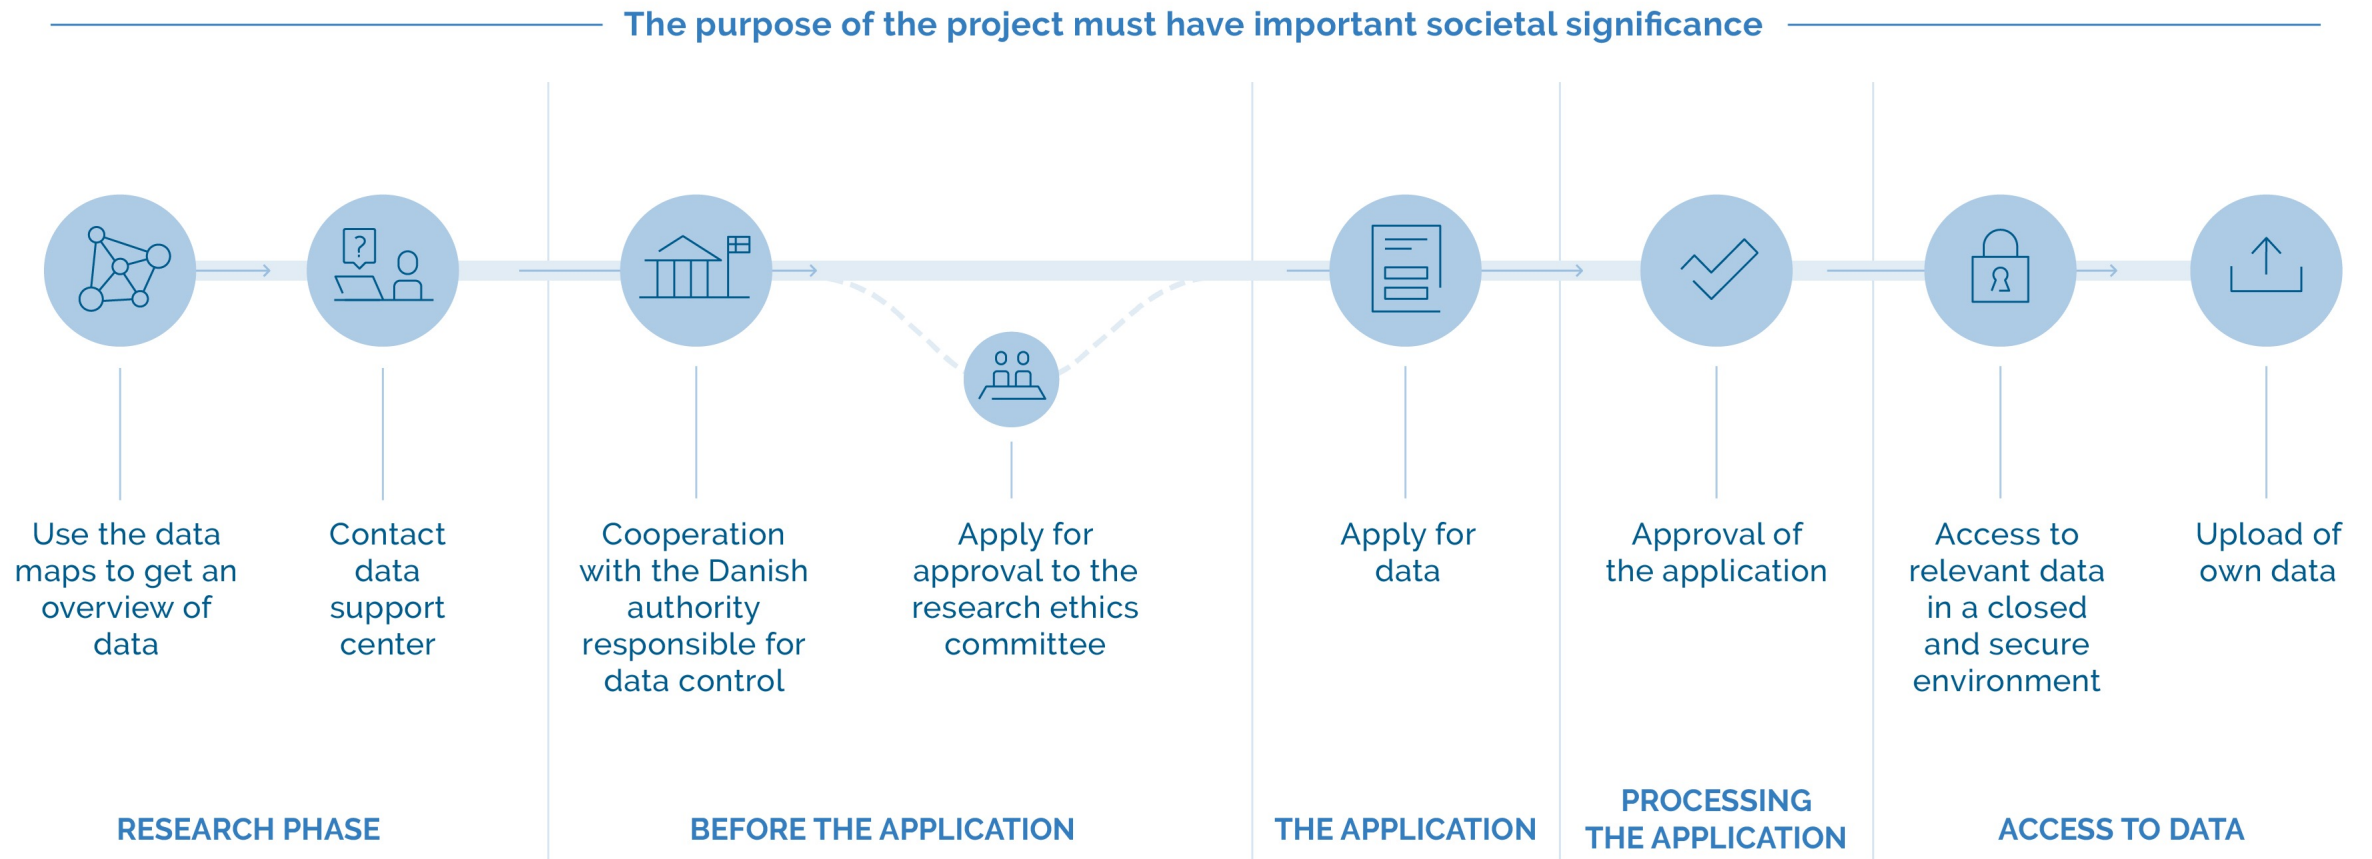 The purpose of the project must have important societal significance
?
Use the data
maps to get an
overview of
data
Contact
data
support
center
Cooperation
with the Danish
authority
responsible for
data control
Apply for
approval to the
research ethics
committee
Apply for
data
Approval of
the application
Access to
relevant data
in a closed
and secure
environment
Upload of
own data
RESEARCH PHASE
BEFORE THE APPLICATION
THE APPLICATION
PROCESSING
THE APPLICATION
ACCESS TO DATA